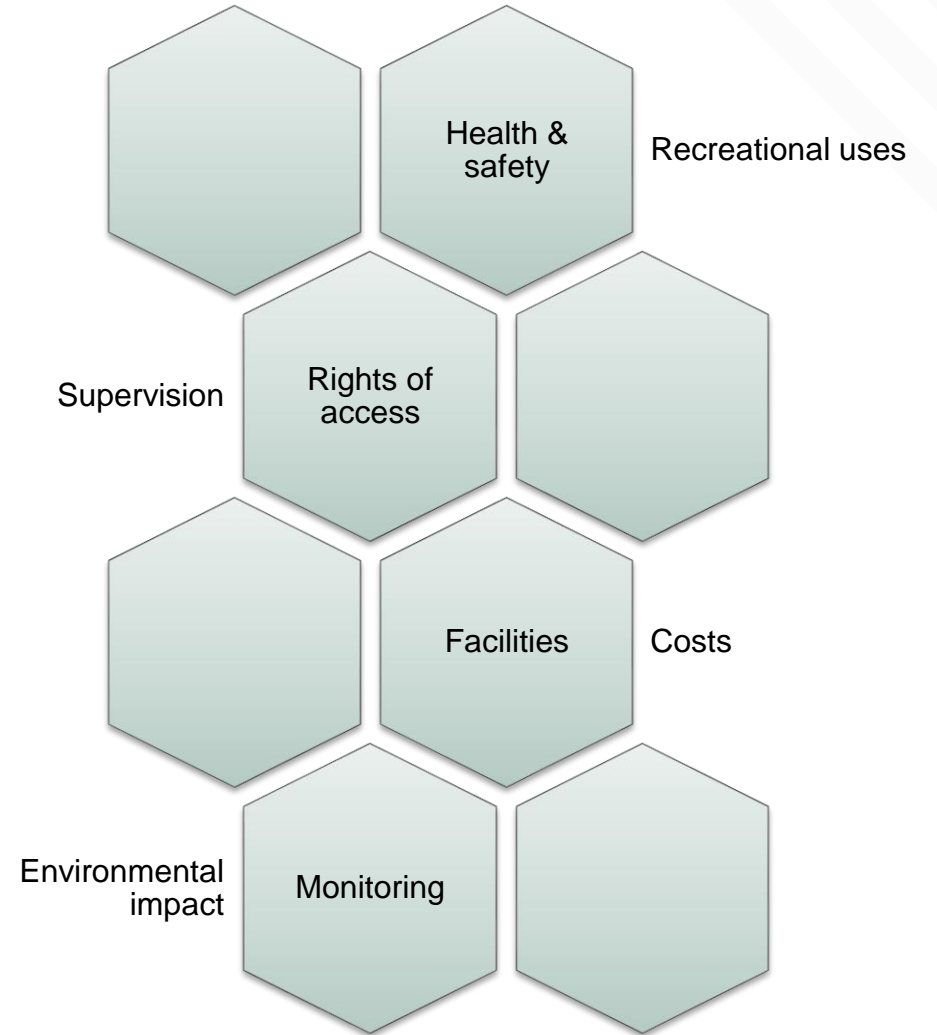 Health &
safety
Recreational uses
Supervision
Rights of
access
Facilities
Costs
Environmental
impact
Monitoring